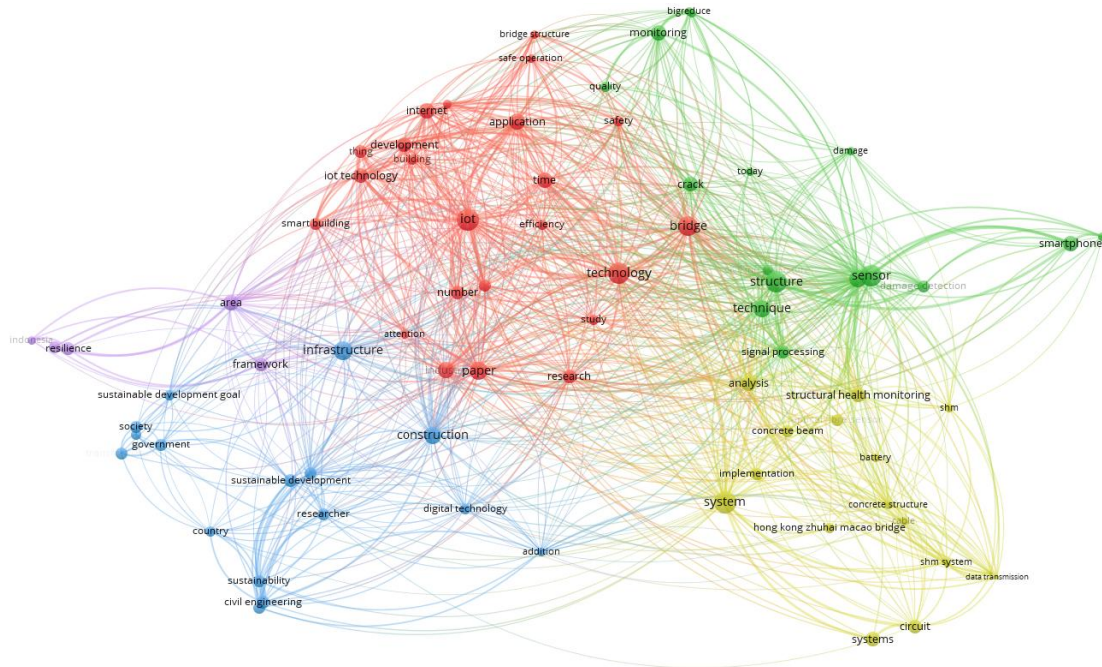 bigreduce
bridge structure
monitoring
safe operation
quality
internet
application
safety
development
thing
building
damage
iot technology
time
crack
today
smart building
iot
efficiency
bridge
smartphone
technology
structure
sensor
damage detection
area
number
technique
study
attention
indonesia
resilience
infrastructure
signal processing
framework
paper
research
analysis
sustainable development goal
structural health monitoring
shm
society
government
construction
concrete beam
battery
sustainable development
implementation
system
digital technology
concrete structure
researcher
cable
hong kong zhuhai macao bridge
country
addition
shm system
data transmission
sustainability
civil engineering
circuit
systems